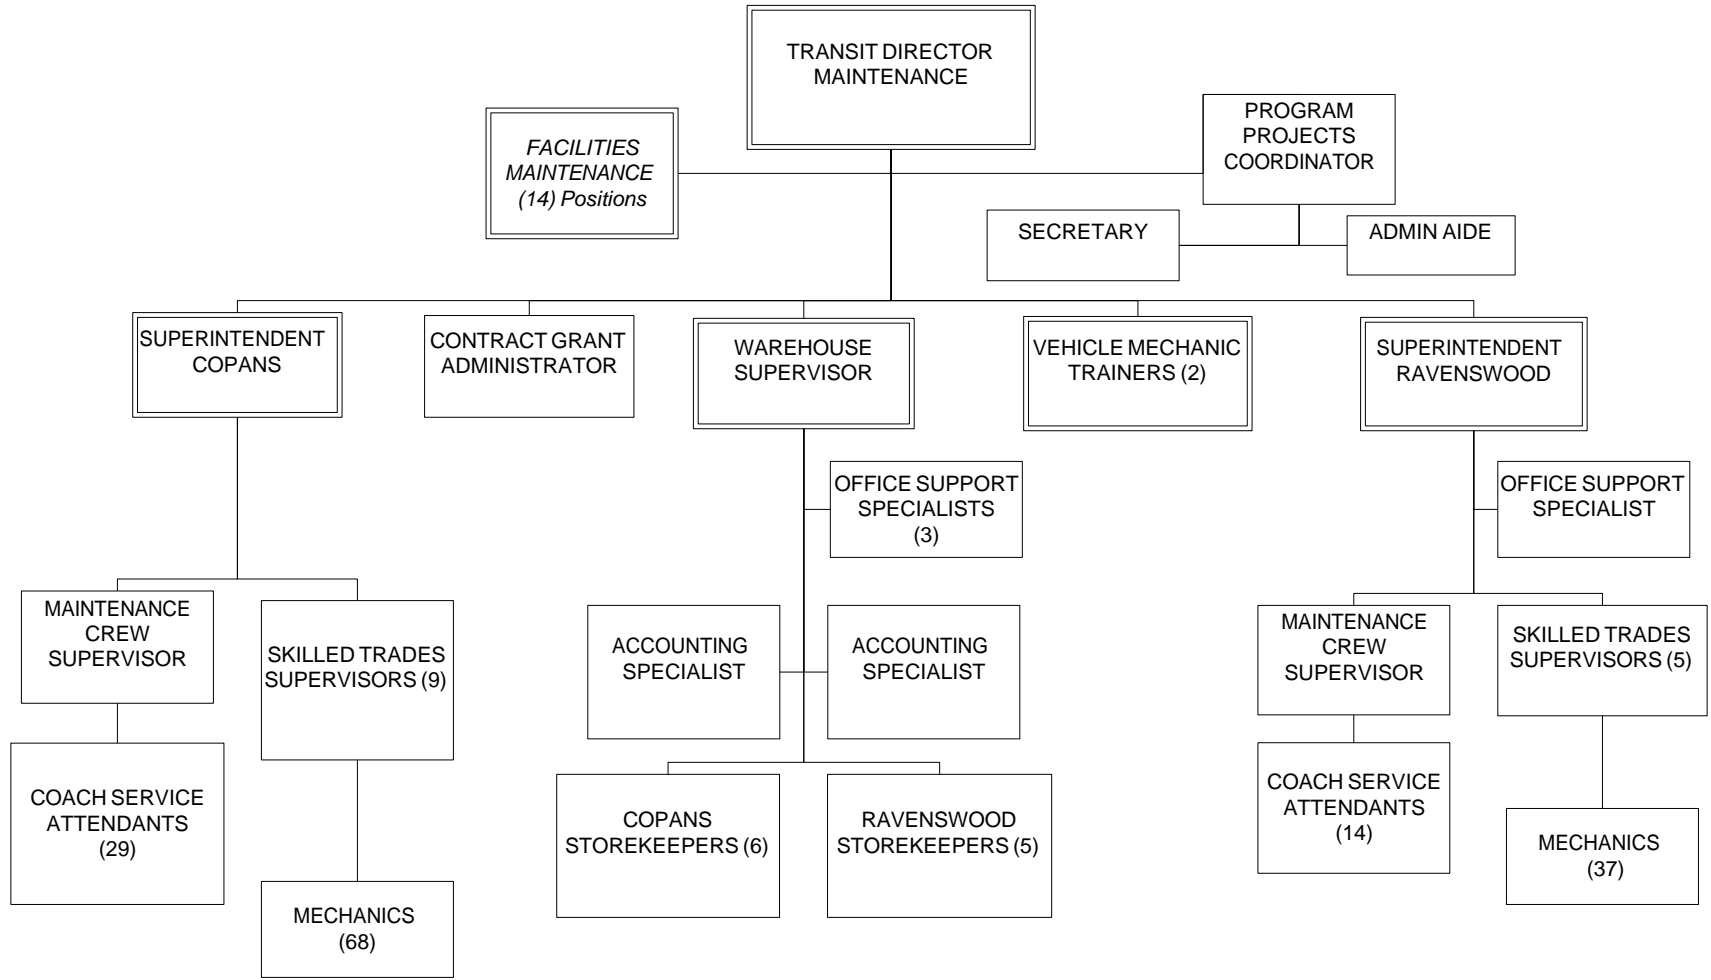 TRANSIT DIRECTOR
MAINTENANCE
FACILITIES
MAINTENANCE
(14) Positions
PROGRAM
PROJECTS
COORDINATOR
SECRETARY
ADMIN AIDE
SUPERINTENDENT
COPANS
CONTRACT GRANT
ADMINISTRATOR
WAREHOUSE
SUPERVISOR
VEHICLE MECHANIC
TRAINERS (2)
SUPERINTENDENT
RAVENSWOOD
OFFICE SUPPORT
SPECIALISTS
(3)
OFFICE SUPPORT
SPECIALIST
MAINTENANCE
CREW
SUPERVISOR
SKILLED TRADES
SUPERVISORS (9)
ACCOUNTING
SPECIALIST
ACCOUNTING
SPECIALIST
MAINTENANCE
CREW
SUPERVISOR
SKILLED TRADES
SUPERVISORS (5)
COACH SERVICE
ATTENDANTS
(29)
MECHANICS
(68)
COPANS
STOREKEEPERS (6)
RAVENSWOOD
STOREKEEPERS (5)
COACH SERVICE
ATTENDANTS
(14)
MECHANICS
(37)